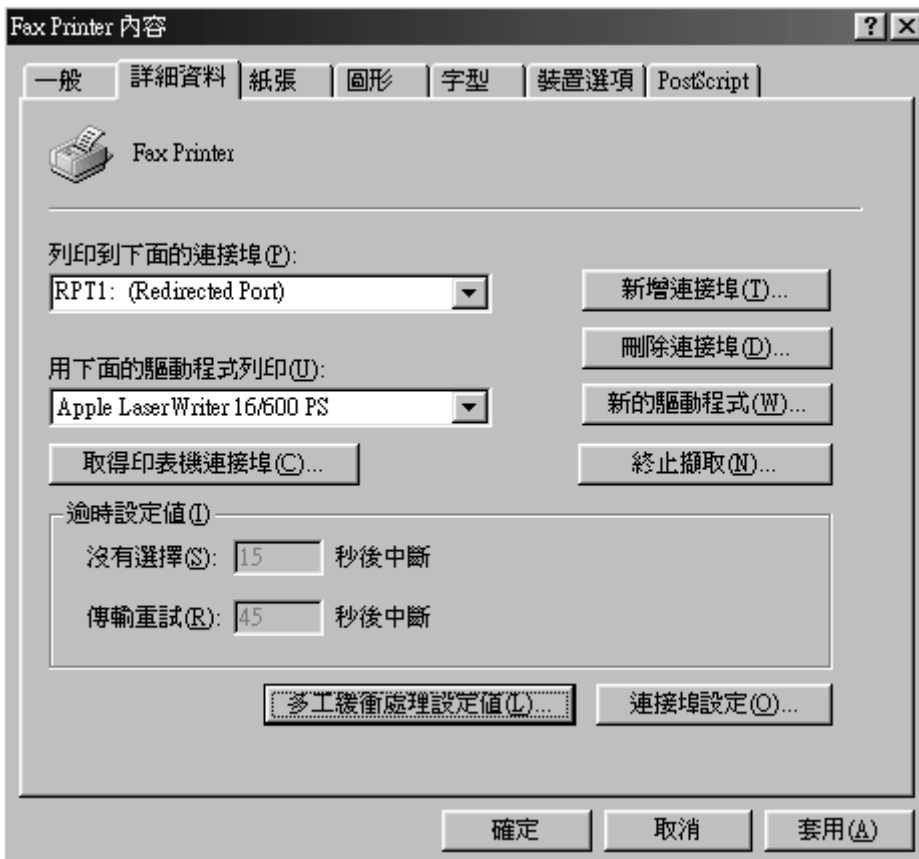 Fax Printer 內容
一般 詳細資料 紙張 圖形 字型 裝置選項 PostScript
Fax Printer
列印到下面的連接埠(P):
RPT1: (Redirected Port)
新增連接埠(T)...
刪除連接埠(D)...
用下面的驅動程式列印(U):
Apple LaserWriter 16/600 PS
新的驅動程式(W)...
取得印表機連接埠(C)...
終止擷取(N)...
逾時設定值(I)
沒有選擇(S): 15 秒後中斷
傳輸重試(R): 45 秒後中斷
多工緩衝處理設定值(L)...
連接埠設定(O)...
確定 取消 套用(A)